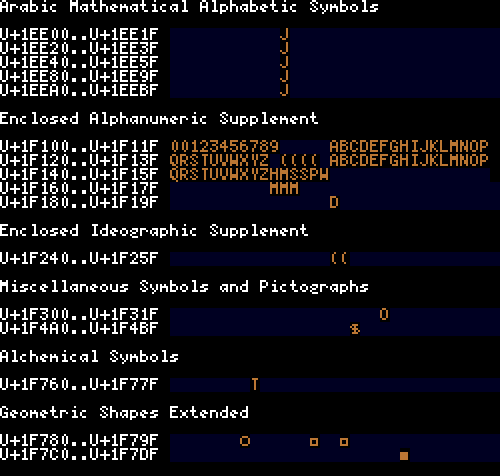 Arabic Mathematical Alphabetic Symbols
U+1EE00..U+1EE1F J
U+1EE20..U+1EE3F J
U+1EE40..U+1EE5F J
U+1EE80..U+1EE9F J
U+1EEA0..U+1EEBF J
Enclosed Alphanumeric Supplement
U+1F100..U+1F11F 00123456789 ABCDEFGHIJKLMNOP
U+1F120..U+1F13F QRSTUVWXYZ (((( ABCDEFGHIJKLMNOP
U+1F140..U+1F15F QRSTUVWXYZHMSSPW
U+1F160..U+1F17F MMM
U+1F180..U+1F19F D
Enclosed Ideographic Supplement
U+1F240..U+1F25F ((
Miscellaneous Symbols and Pictographs
U+1F300..U+1F31F O
U+1F4A0..U+1F4BF $
Alchemical Symbols
U+1F760..U+1F77F T
Geometric Shapes Extended
U+1F780..U+1F79F ○ ▫ ▫
U+1F7C0..U+1F7DF ▪